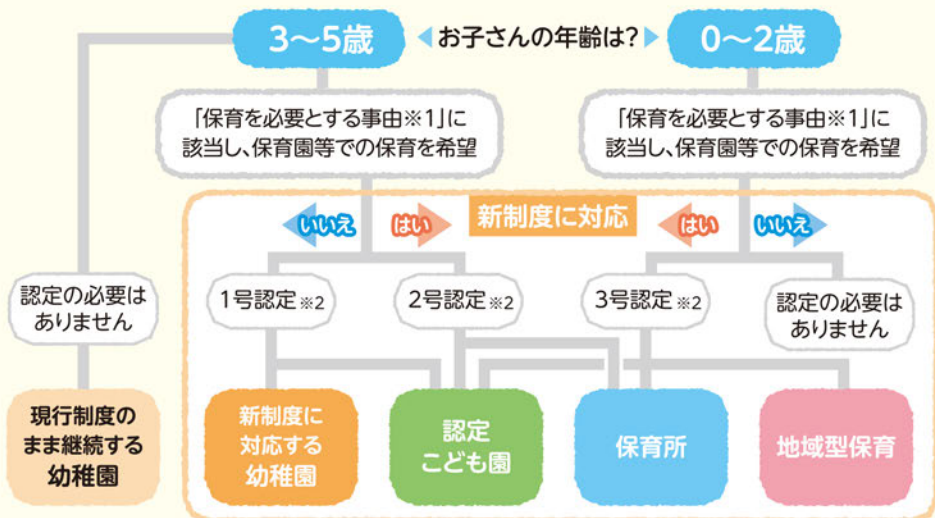 3〜5歳
お子さんの年齢は?
0〜2歳
「保育を必要とする事由※1」に
該当し、保育園等での保育を希望
「保育を必要とする事由※1」に
該当し、保育園等での保育を希望
いいえ
はい
新制度に対応
はい
いいえ
認定の必要は
ありません
1号認定※2
2号認定※2
3号認定※2
認定の必要は
ありません
現行制度の
まま継続する
幼稚園
新制度に
対応する
幼稚園
認定
こども園
保育所
地域型保育